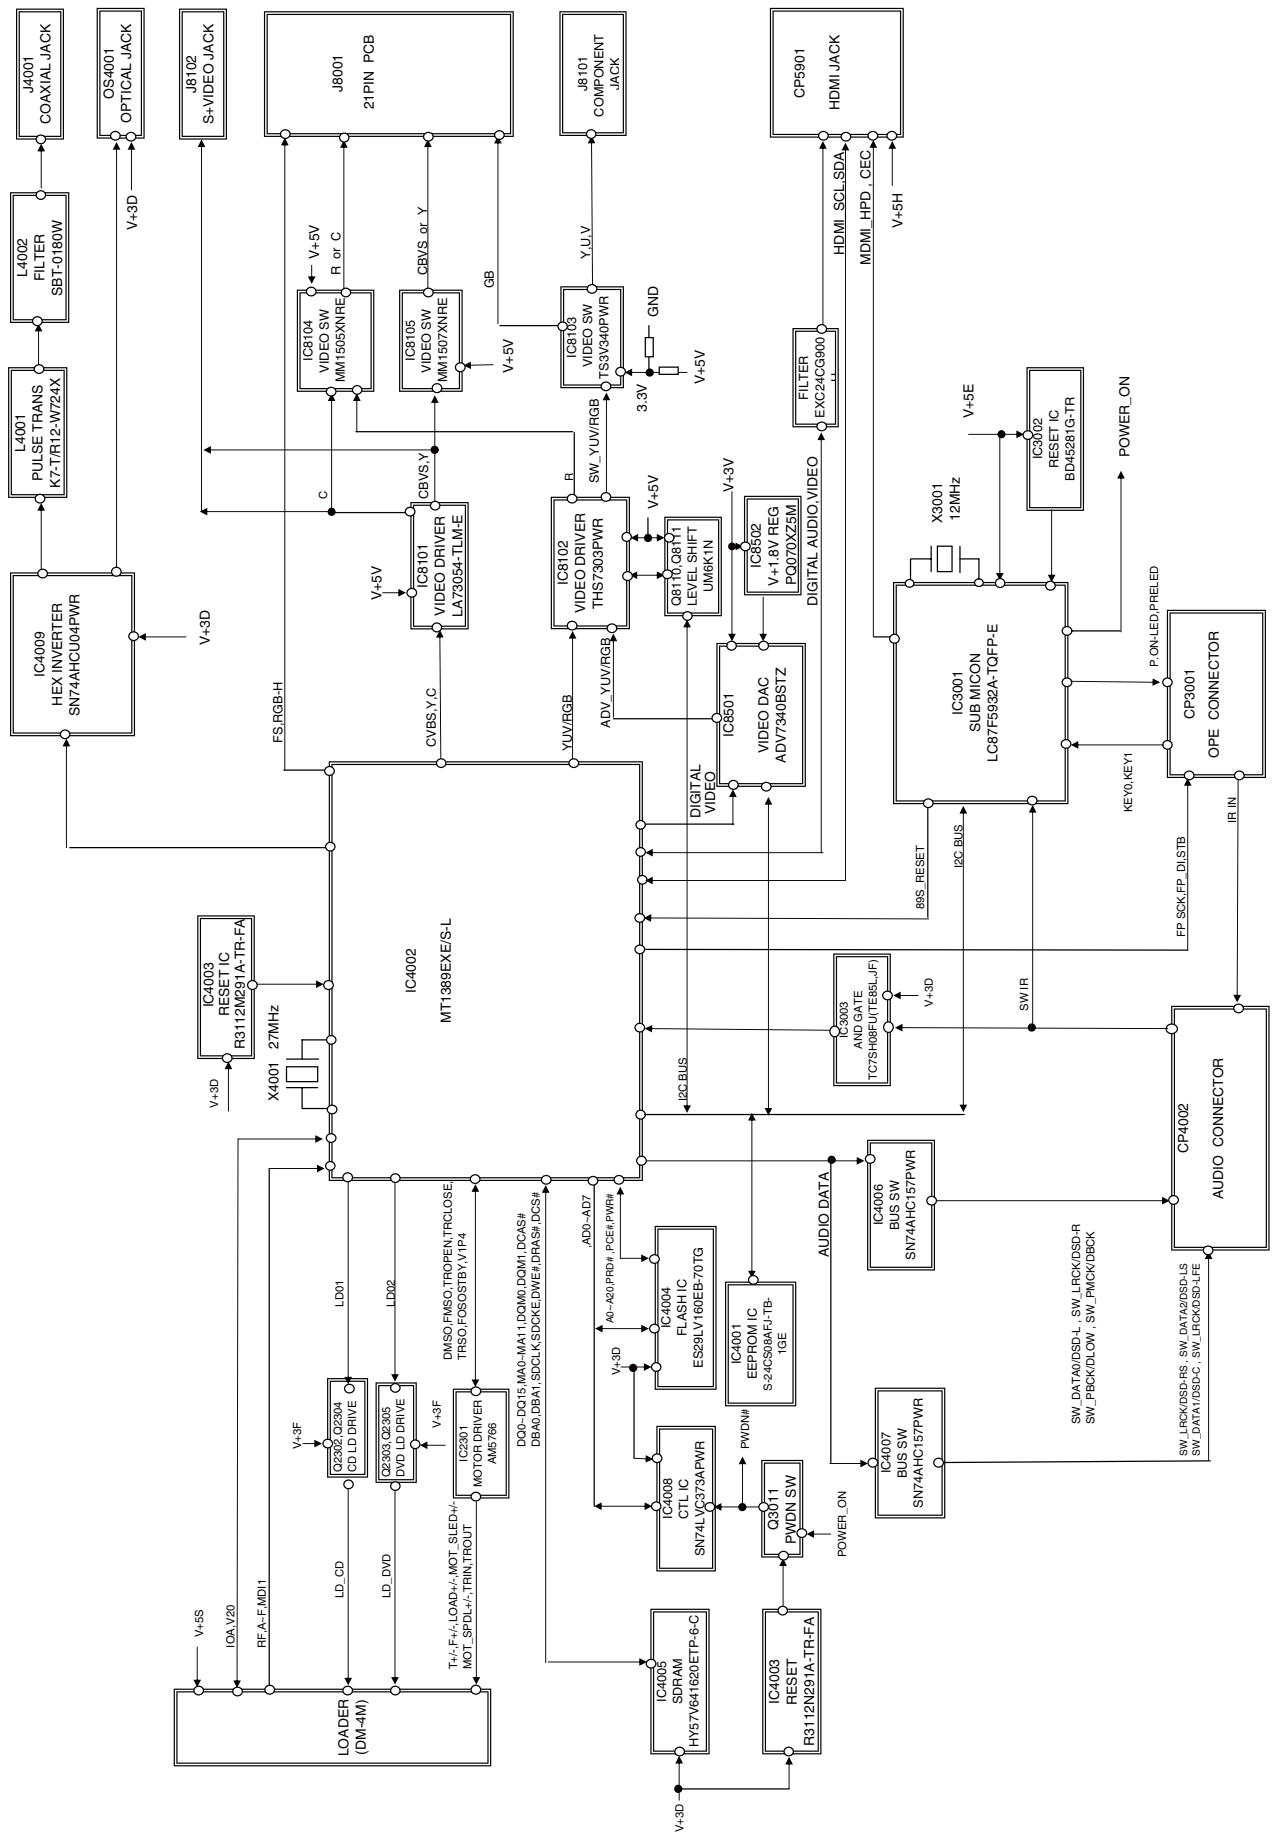 LOADER
(DM-4M)
V+5S
IOA,V20
RF,A~F,MDI1
LD_CD
LD_DVD
T+/-,F+/-,LOAD+/-,MOT_SLED+/-
MOT_SPDL+/-,TRIN,TROUT
V+3F
Q2302,Q2304
CD LD DRIVE
Q2303,Q2305
DVD LD DRIVE
V+3F
IC2301
MOTOR DRIVER
AM5766
LD01
LD02
DMSO,FMSO,TROPEN,TRCLOSE,
TRSO,FOSOSTBY,V1P4
DQ0~DQ15,MA0~MA11,DQM0,DQM1,DCAS#
DBA0,DBA1,SDCLK,SDCKE,DWE#,DRAS#,DCS#
,AD0~AD7
A0~A20,PRD#,PCE#,PWR#
IC4005
SDRAM
HY57V641620ETP-6-C
V+3D
IC4003
RESET
R3112N291A-TR-FA
IC4008
CTL IC
SN74LVC373APWR
PWDN#
Q3011
PWDN SW
POWER_ON
V+3D
IC4004
FLASH IC
ES29LV160EB-70TG
IC4001
EEPROM IC
S-24CS08AFJ-TB-
1GE
IC4007
BUS SW
SN74AHC157PWR
AUDIO DATA
IC4006
BUS SW
SN74AHC157PWR
SW_DATA0/DSD-L , SW_LRCK/DSD-R
SW_PBCK/DLOW , SW_PMCK/DBCK
SW_LRCK/DSD-RS , SW_DATA2/DSD-LS
SW_DATA1/DSD-C , SW_LRCK/DSD-LFE
V+3D
X4001 27MHz
IC4003
RESET IC
R3112M291A-TR-FA
IC4002
MT1389EXE/S-L
I2C BUS
IC3003
AND GATE
TC7SH08FU(TE85L,JF)
V+3D
SWIR
CP4002
AUDIO CONNECTOR
89S_RESET
I2C BUS
FP SCK,FP_DI,STB
IR IN
KEY0,KEY1
P.ON-LED,PRELED
CP3001
OPE CONNECTOR
IC3001
SUB MICON
LC87F5932A-TQFP-E
X3001
12MHz
V+5E
IC3002
RESET IC
BD45281G-TR
POWER_ON
IC4009
HEX INVERTER
SN74AHCU04PWR
V+3D
L4001
PULSE TRANS
K7-T/R12-W724X
L4002
FILTER
SBT-0180W
J4001
COAXIAL JACK
OS4001
OPTICAL JACK
V+3D
J8102
S+VIDEO JACK
FS,RGB-H
CVBS,Y,C
V+5V
IC8101
VIDEO DRIVER
LA73054-TLM-E
C
CBVS,Y
IC8104
VIDEO SW
MM1505XNRE
V+5V
R or C
IC8105
VIDEO SW
MM1507XNRE
V+5V
CBVS or Y
J8001
21PIN PCB
YUV/RGB
ADV_YUV/RGB
IC8102
VIDEO DRIVER
THS7303PWR
R
SW_YUV/RGB
V+5V
GB
IC8103
VIDEO SW
TS3V340PWR
3.3V
GND
V+5V
Y,U,V
J8101
COMPONENT
JACK
Q8110,Q8111
LEVEL SHIFT
UM6K1N
DIGITAL
VIDEO
IC8501
VIDEO DAC
ADV7340BSTZ
V+3V
IC8502
V+1.8V REG
PQ070XZ5M
DIGITAL AUDIO,VIDEO
FILTER
EXC24CG900
HDMI SCL,SDA
MDMI_HPD , CEC
V+5H
CP5901
HDMI JACK